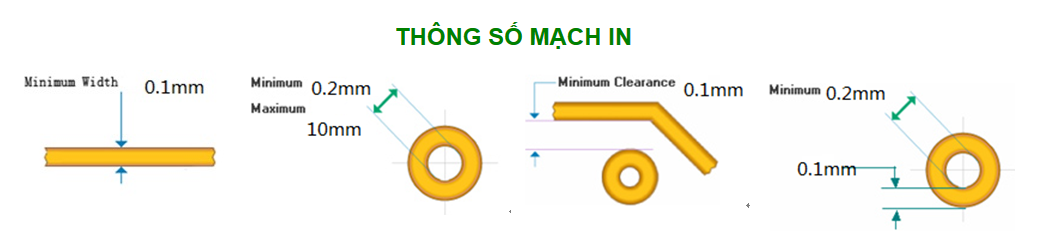 THÔNG SỐ MẠCH IN
Minimum Width 0.1mm
Minimum 0.2mm
Maximum
10mm
Minimum Clearance 0.1mm
Minimum 0.2mm
0.1mm